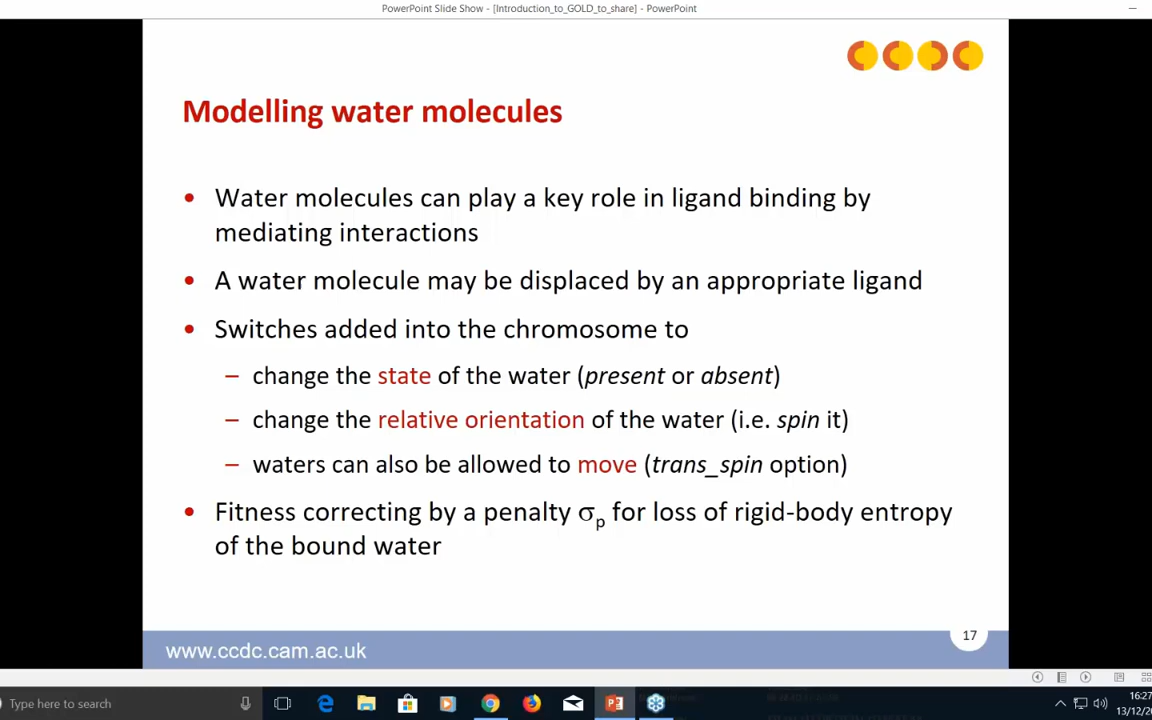 PowerPoint Slide Show - [Introduction_to_GOLD_to_share] - PowerPoint
Modelling water molecules
• Water molecules can play a key role in ligand binding by
mediating interactions
• A water molecule may be displaced by an appropriate ligand
• Switches added into the chromosome to
– change the state of the water (present or absent)
– change the relative orientation of the water (i.e. spin it)
– waters can also be allowed to move (trans_spin option)
• Fitness correcting by a penalty σp for loss of rigid-body entropy
of the bound water
www.ccdc.cam.ac.uk
17
Type here to search
16:27
13/12/20